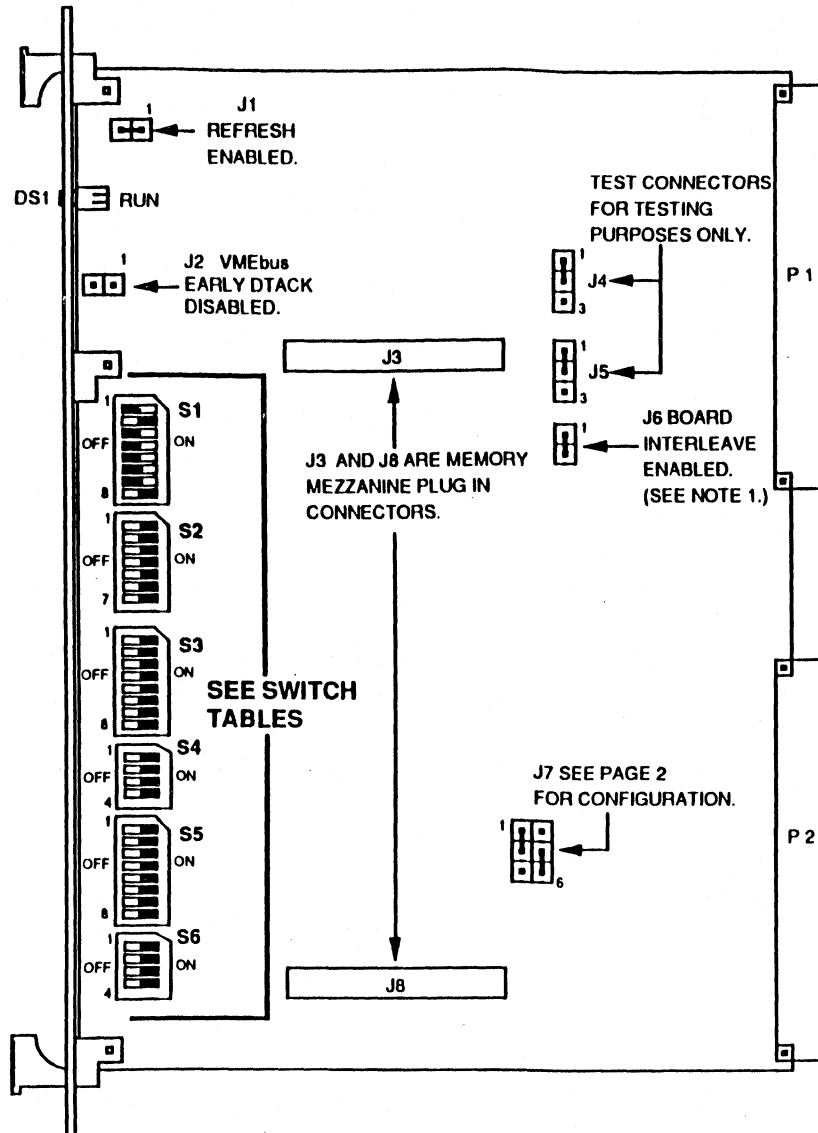 1
J1
REFRESH
ENABLED.
DS1
RUN
TEST CONNECTORS
FOR TESTING
PURPOSES ONLY.
1
J2 VMEbus
EARLY DTACK
DISABLED.
1
J4
3
P 1
J3
1
J5
3
1
S1
OFF
ON
8
J6 BOARD
INTERLEAVE
ENABLED.
(SEE NOTE 1.)
1
J3 AND J8 ARE MEMORY
MEZZANINE PLUG IN
CONNECTORS.
1
S2
OFF
ON
7
1
S3
OFF
ON
8
SEE SWITCH
TABLES
1
S4
OFF
ON
4
J7 SEE PAGE 2
FOR CONFIGURATION.
1
6
P 2
1
S5
OFF
ON
8
1
S6
OFF
ON
4
J8